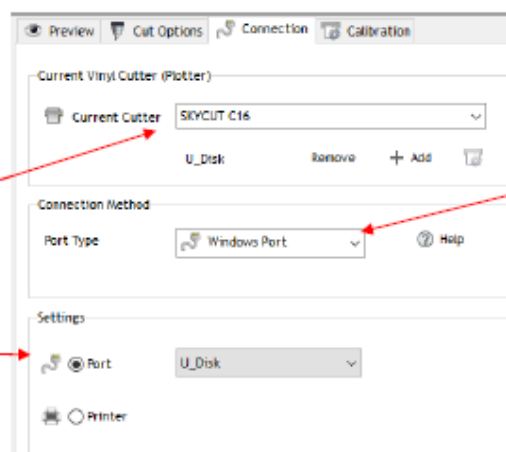 Preview Cut Options Connection Calibration
Current Vinyl Cutter (Plotter)
Current Cutter SKYCUT C16
U_Disk Remove + Add
Connection Method
Port Type Windows Port ? Help
Settings
Port U_Disk
Printer